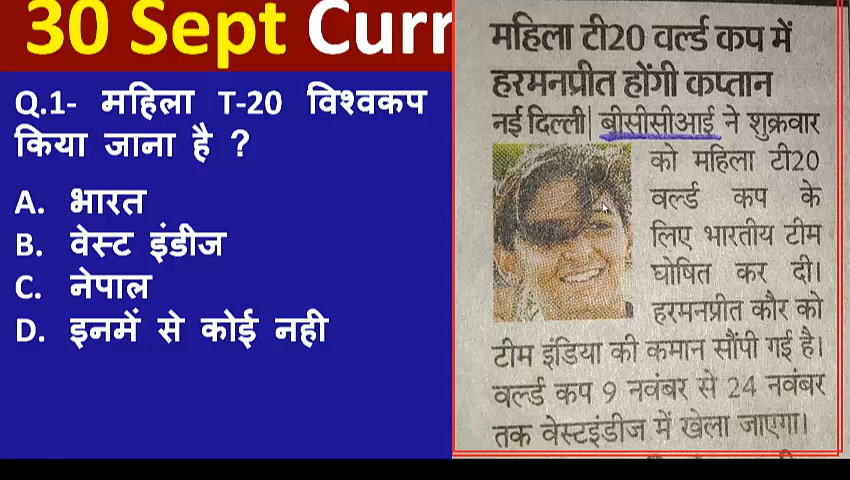 30 Sept Curr
Q.1- महिला T-20 विश्वकप
किया जाना है ?
A. भारत
B. वेस्ट इंडीज
C. नेपाल
D. इनमें से कोई नही
महिला टी20 वर्ल्ड कप में
हरमनप्रीत होंगी कप्तान
नई दिल्ली| बीसीसीआई ने शुक्रवार
को महिला टी20
वर्ल्ड कप के
लिए भारतीय टीम
घोषित कर दी।
हरमनप्रीत कौर को
टीम इंडिया की कमान सौंपी गई है।
वर्ल्ड कप 9 नवंबर से 24 नवंबर
तक वेस्टइंडीज में खेला जाएगा।